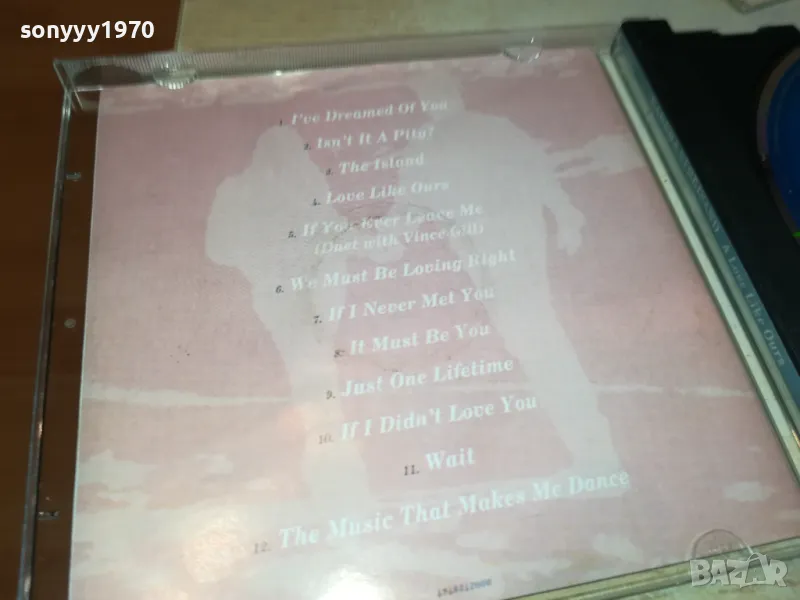 sonyyy1970
1. I've Dreamed Of You
2. Isn't It A Pity?
3. The Island
4. Love Like Ours
5. If You Ever Leave Me
(Duet with Vince Gill)
6. We Must Be Loving Right
7. If I Never Met You
8. It Must Be You
9. Just One Lifetime
10. If I Didn't Love You
11. Wait
12. The Music That Makes Me Dance
A Love Like Ours
BAZAR